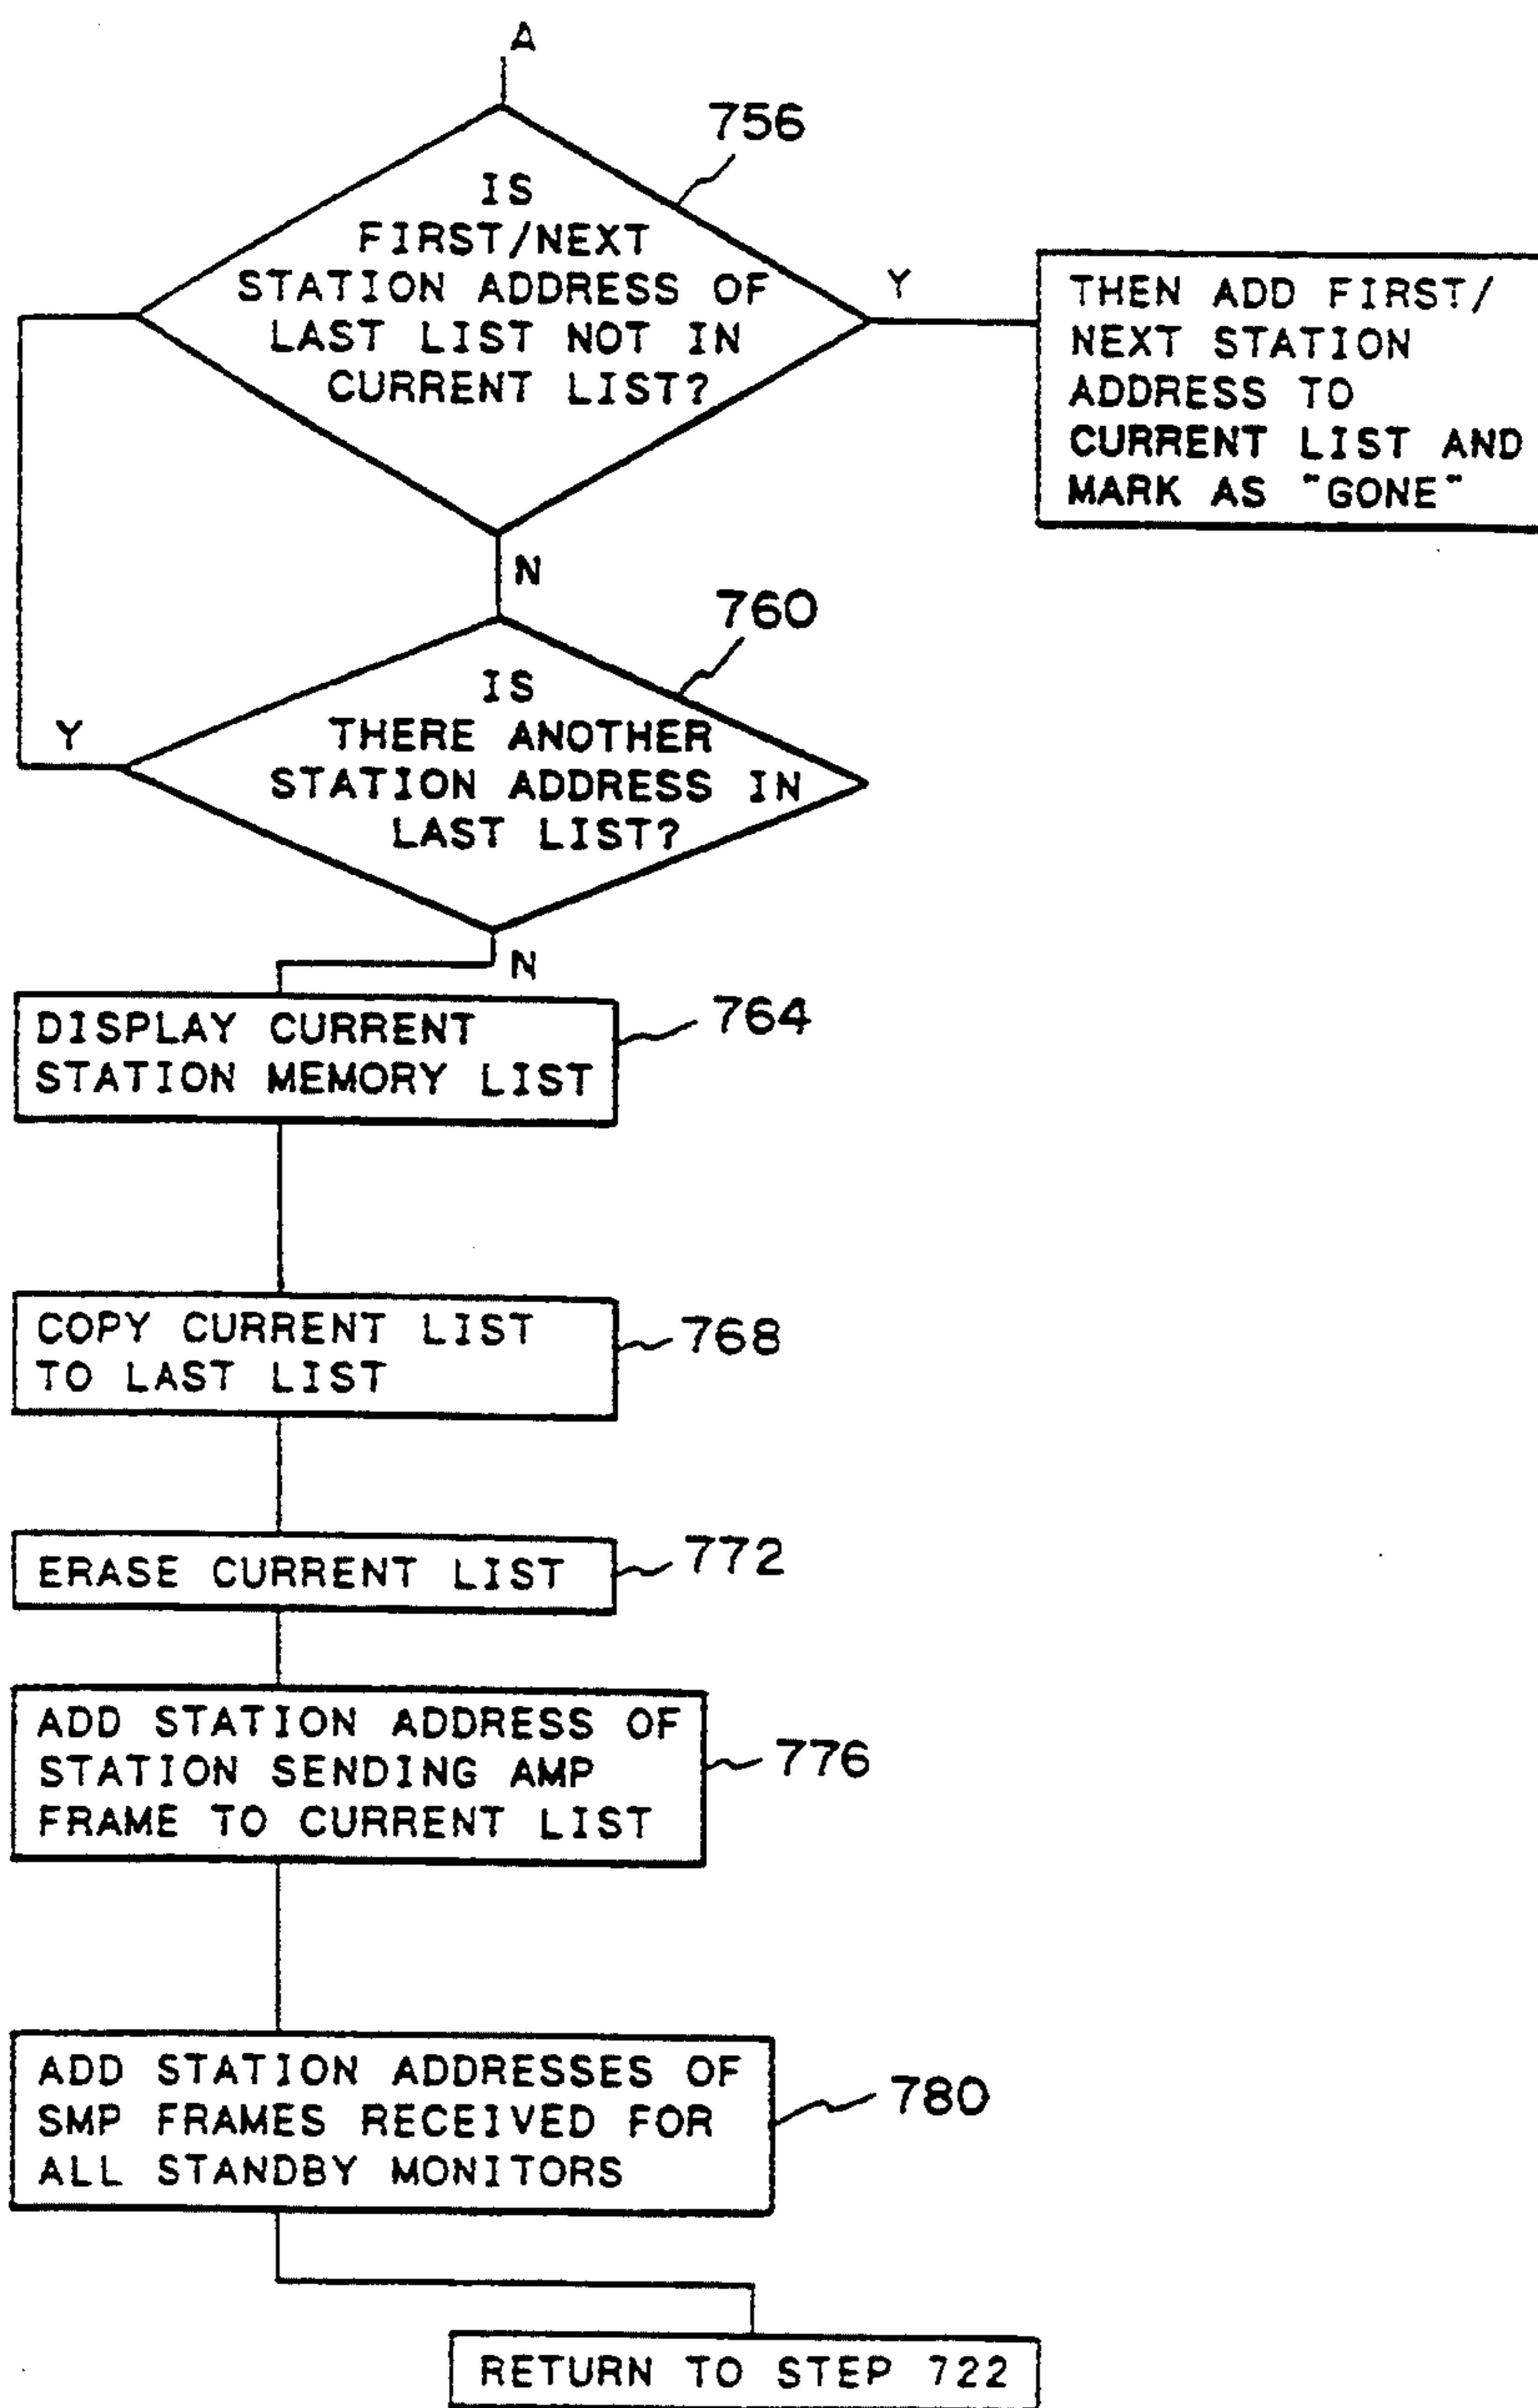 A
756
IS
FIRST/NEXT
STATION ADDRESS OF
LAST LIST NOT IN
CURRENT LIST?
Y
THEN ADD FIRST/
NEXT STATION
ADDRESS TO
CURRENT LIST AND
MARK AS "GONE"
N
760
IS
THERE ANOTHER
STATION ADDRESS IN
LAST LIST?
Y
N
DISPLAY CURRENT
STATION MEMORY LIST
764
COPY CURRENT LIST
TO LAST LIST
768
ERASE CURRENT LIST
772
ADD STATION ADDRESS OF
STATION SENDING AMP
FRAME TO CURRENT LIST
776
ADD STATION ADDRESSES OF
SMP FRAMES RECEIVED FOR
ALL STANDBY MONITORS
780
RETURN TO STEP 722